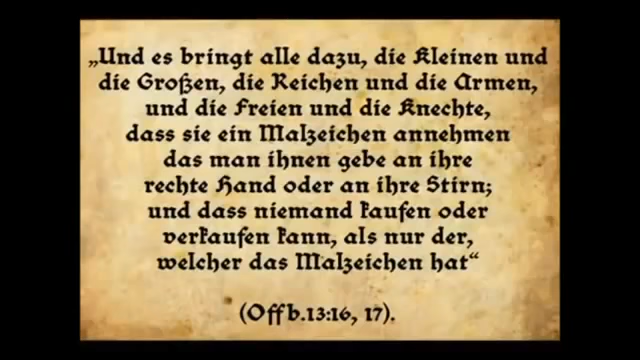 „Und es bringt alle dazu, die Kleinen und
die Großen, die Reichen und die Armen,
und die Freien und die Knechte,
dass sie ein Malzeichen annehmen
das man ihnen gebe an ihre
rechte Hand oder an ihre Stirn;
und dass niemand kaufen oder
verkaufen kann, als nur der,
welcher das Malzeichen hat“
(Offb.13:16, 17).